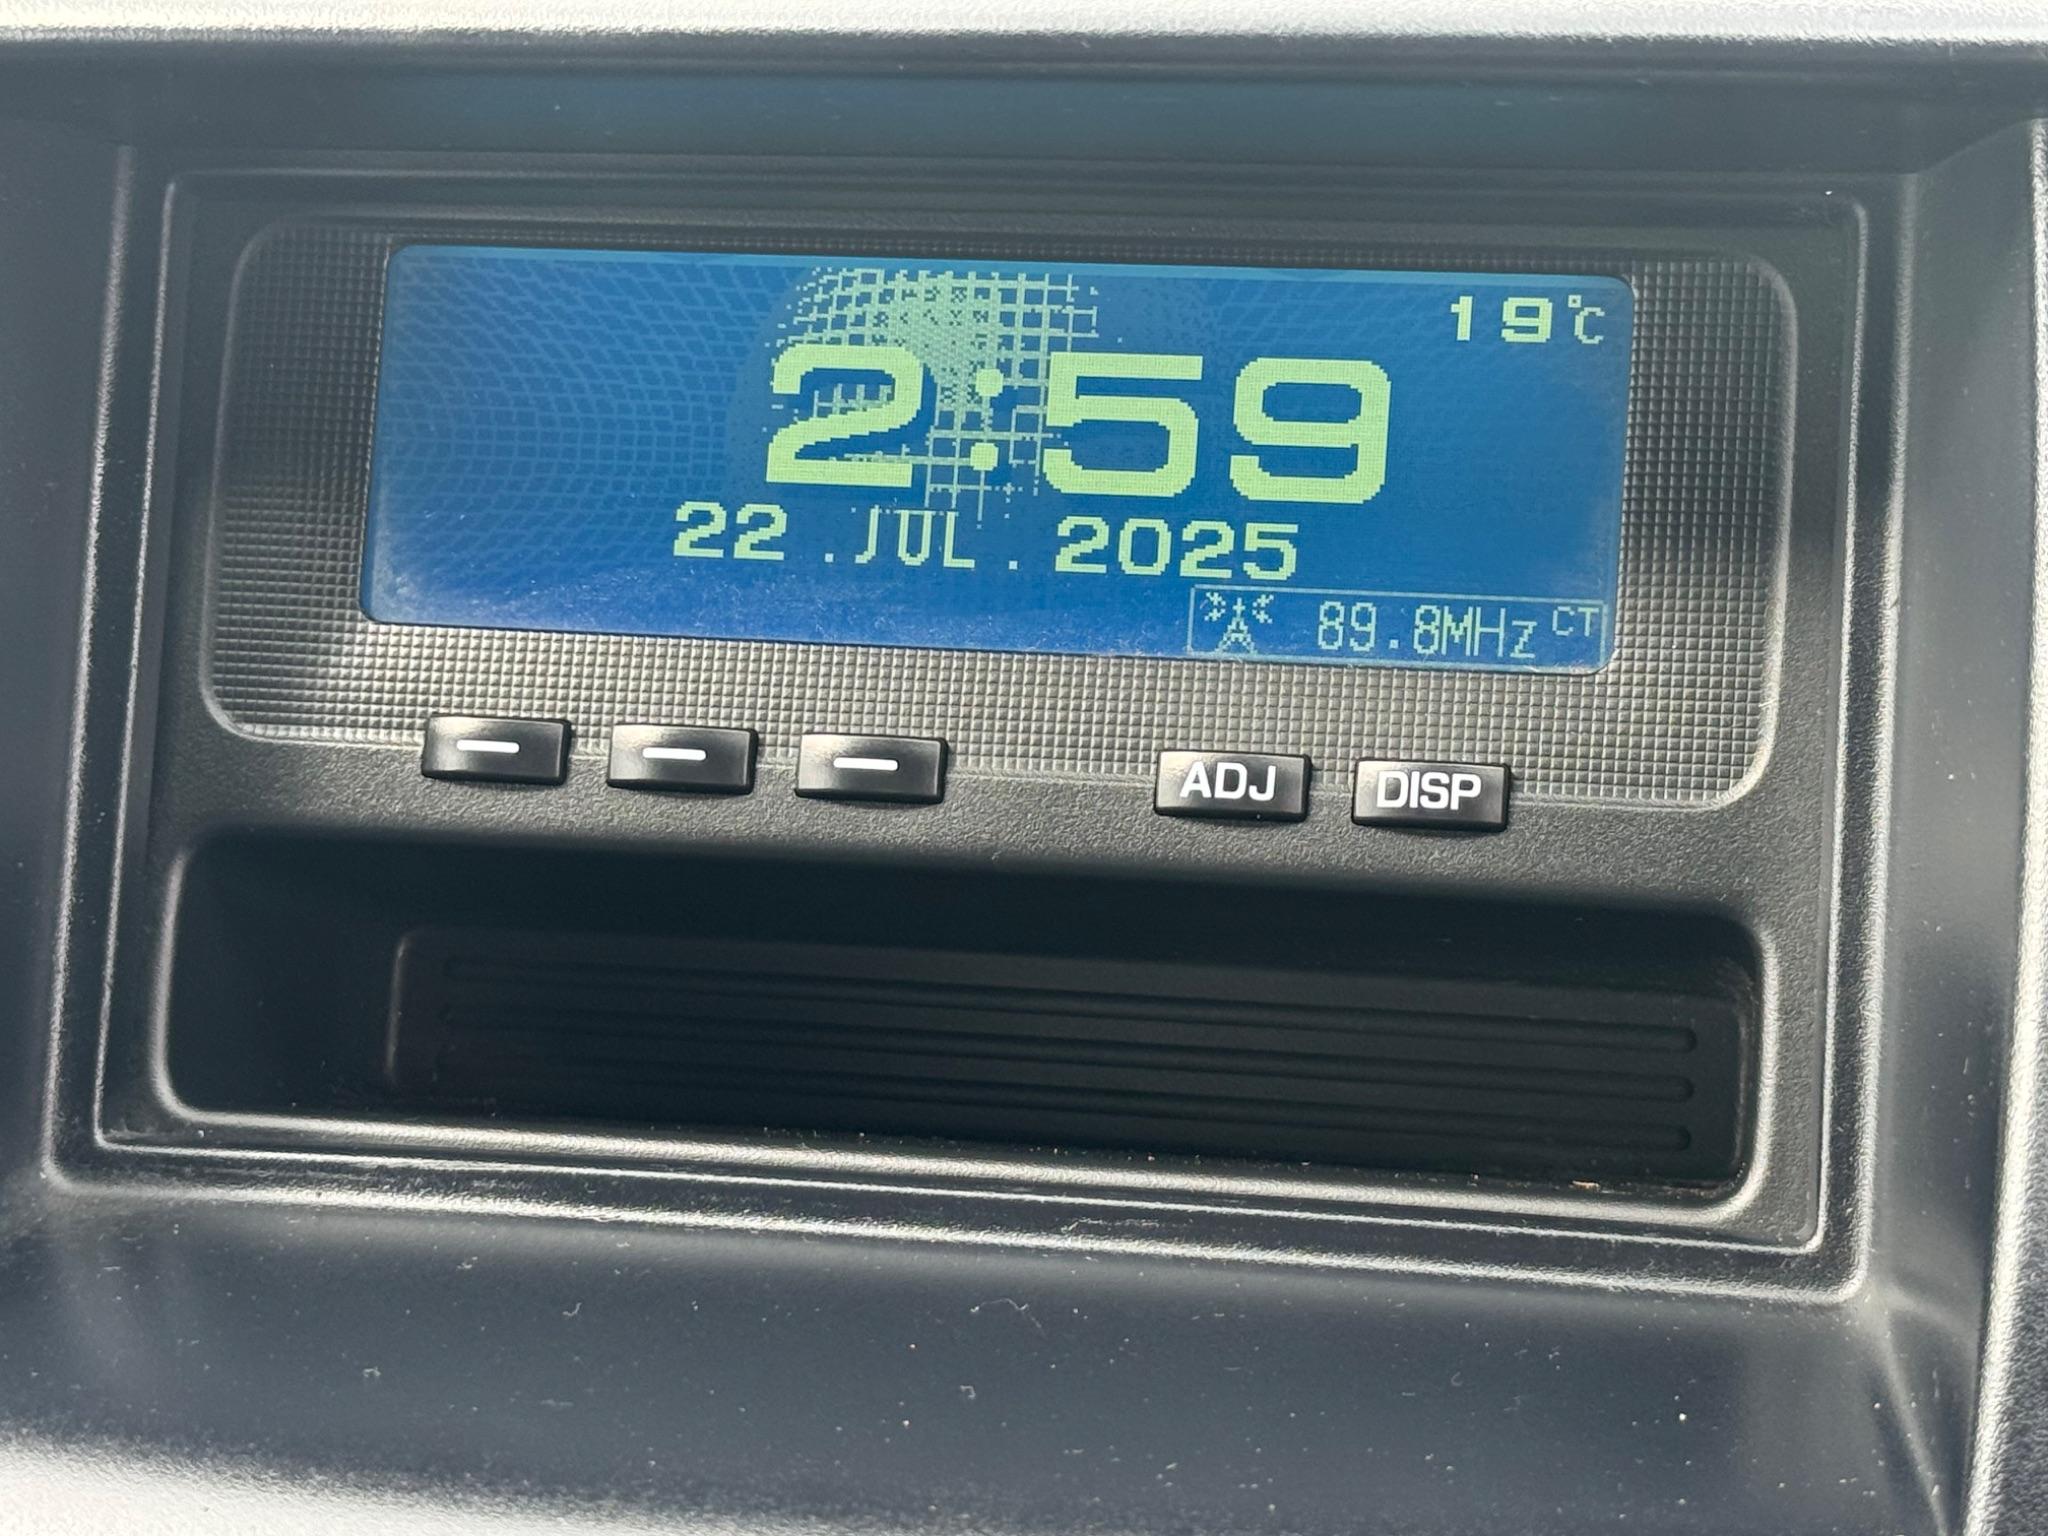 19℃
2:59
22 .JUL. 2025
89.8MHz CT
ADJ DISP